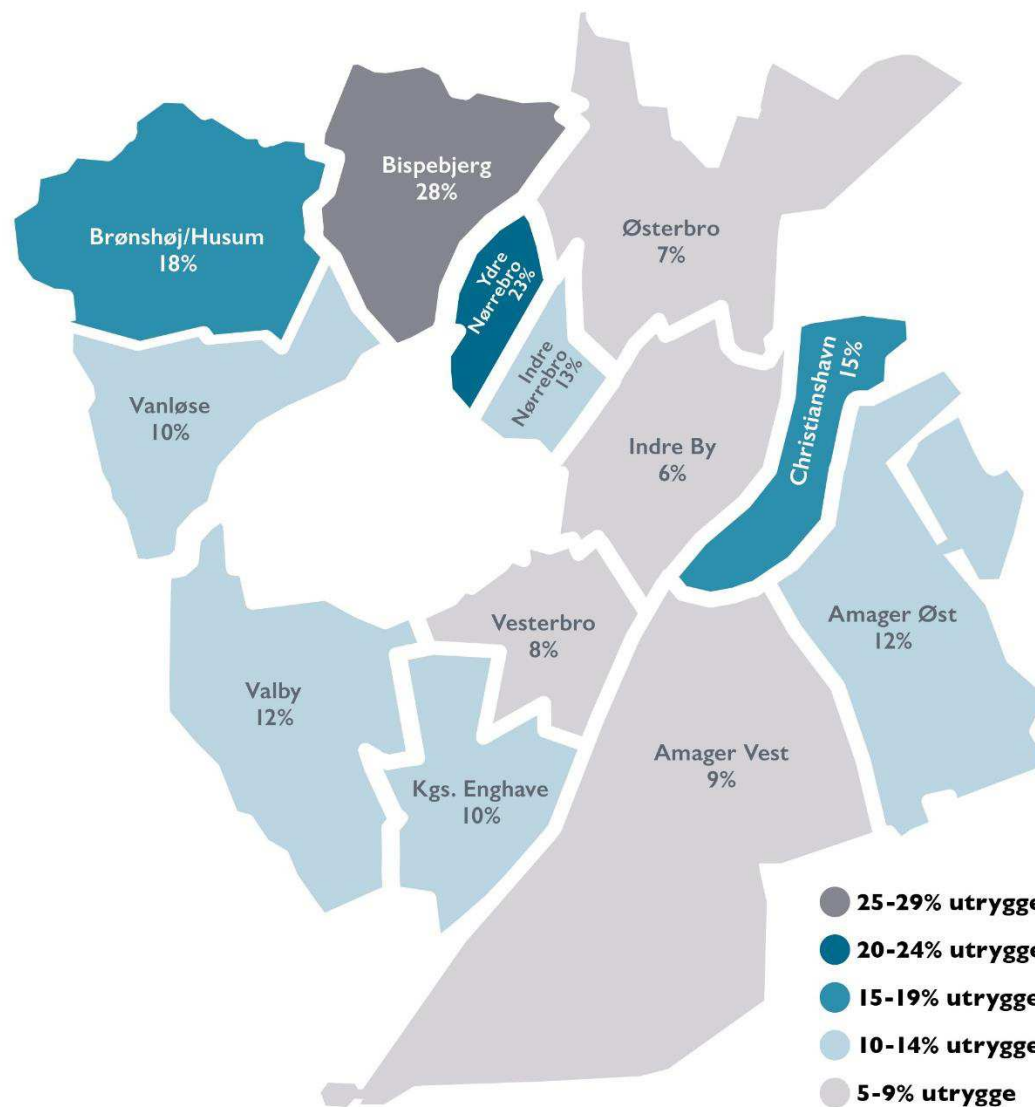 Bispebjerg
28%
Østerbro
7%
Brønshøj/Husum
18%
Ydre
Nørrebro
23%
Indre
Nørrebro
13%
Christianshavn
15%
Vanløse
10%
Indre By
6%
Amager Øst
12%
Vesterbro
8%
Valby
12%
Amager Vest
9%
Kgs. Enghave
10%
25-29% utrygge
20-24% utrygge
15-19% utrygge
10-14% utrygge
5-9% utrygge